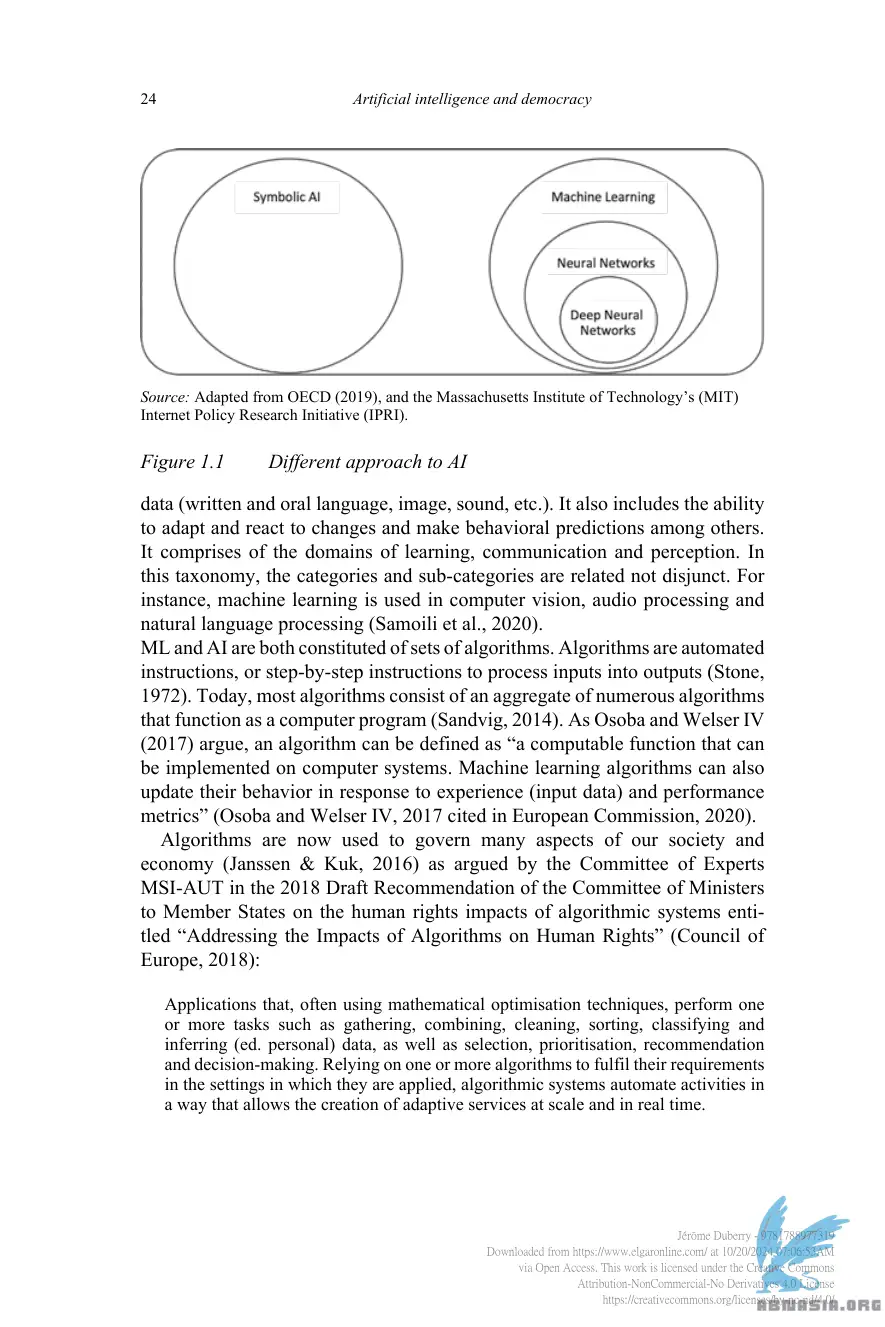 24
Artificial intelligence and democracy
Symbolic AI
Machine Learning
Neural Networks
Deep Neural
Networks
Source: Adapted from OECD (2019), and the Massachusetts Institute of Technology’s (MIT)
Internet Policy Research Initiative (IPRI).
Figure 1.1 Different approach to AI
data (written and oral language, image, sound, etc.). It also includes the ability
to adapt and react to changes and make behavioral predictions among others.
It comprises of the domains of learning, communication and perception. In
this taxonomy, the categories and sub-categories are related not disjunct. For
instance, machine learning is used in computer vision, audio processing and
natural language processing (Samoili et al., 2020).
ML and AI are both constituted of sets of algorithms. Algorithms are automated
instructions, or step-by-step instructions to process inputs into outputs (Stone,
1972). Today, most algorithms consist of an aggregate of numerous algorithms
that function as a computer program (Sandvig, 2014). As Osoba and Welser IV
(2017) argue, an algorithm can be defined as “a computable function that can
be implemented on computer systems. Machine learning algorithms can also
update their behavior in response to experience (input data) and performance
metrics” (Osoba and Welser IV, 2017 cited in European Commission, 2020).
Algorithms are now used to govern many aspects of our society and
economy (Janssen & Kuk, 2016) as argued by the Committee of Experts
MSI-AUT in the 2018 Draft Recommendation of the Committee of Ministers
to Member States on the human rights impacts of algorithmic systems enti-
tled “Addressing the Impacts of Algorithms on Human Rights” (Council of
Europe, 2018):
Applications that, often using mathematical optimisation techniques, perform one
or more tasks such as gathering, combining, cleaning, sorting, classifying and
inferring (ed. personal) data, as well as selection, prioritisation, recommendation
and decision-making. Relying on one or more algorithms to fulfil their requirements
in the settings in which they are applied, algorithmic systems automate activities in
a way that allows the creation of adaptive services at scale and in real time.
Jérôme Duberry - 9781788977319
Downloaded from https://www.elgaronline.com/ at 10/20/2024 07:06:52AM
via Open Access. This work is licensed under the Creative Commons
Attribution-NonCommercial-No Derivatives 4.0 License
https://creativecommons.org/licenses/by-nc-nd/4.0/
ABNASIA.ORG